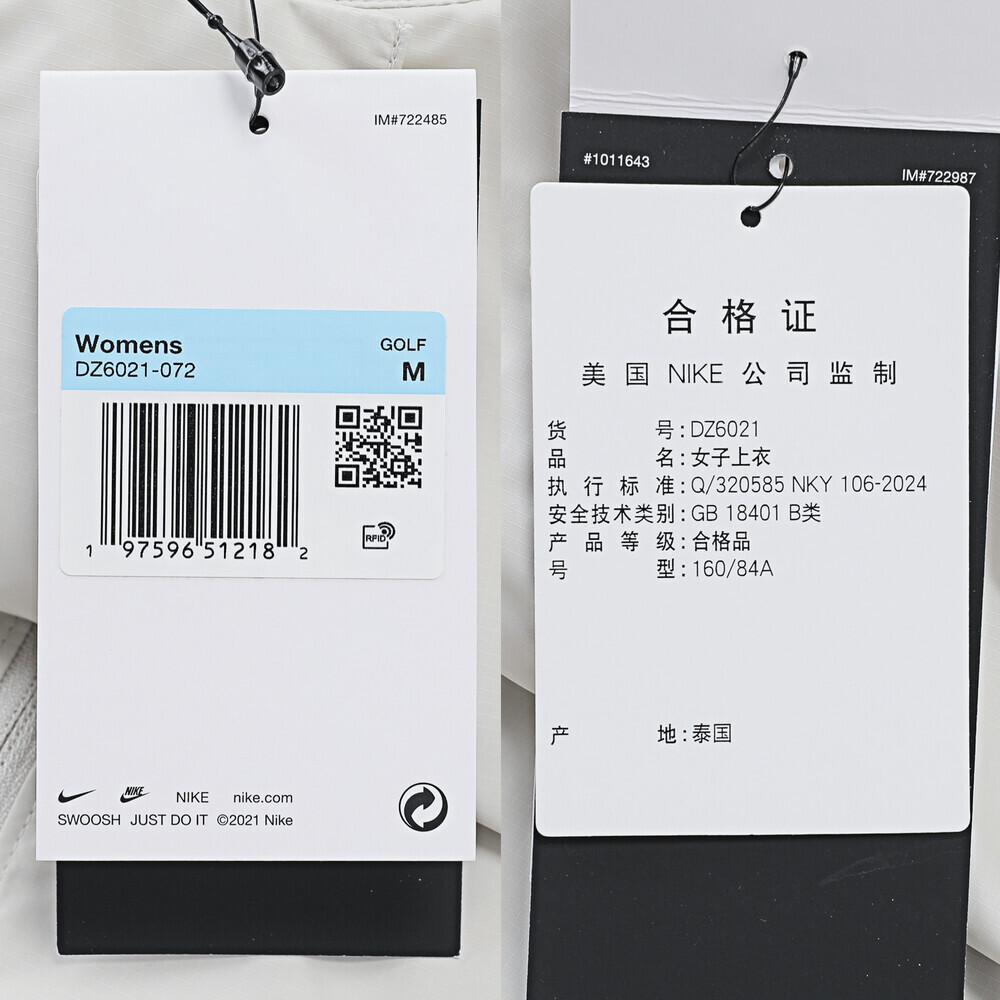 IM#722485
Womens GOLF
DZ6021-072 M
RFID
1 97596 51218 2
NIKE NIKE nike.com
SWOOSH JUST DO IT ©2021 Nike
#1011643
IM#722987
合格证
美国 NIKE 公司监制
货号:DZ6021
品名:女子上衣
执行标准:Q/320585 NKY 106-2024
安全技术类别:GB 18401 B类
产品等级:合格品
号型:160/84A
产地:泰国